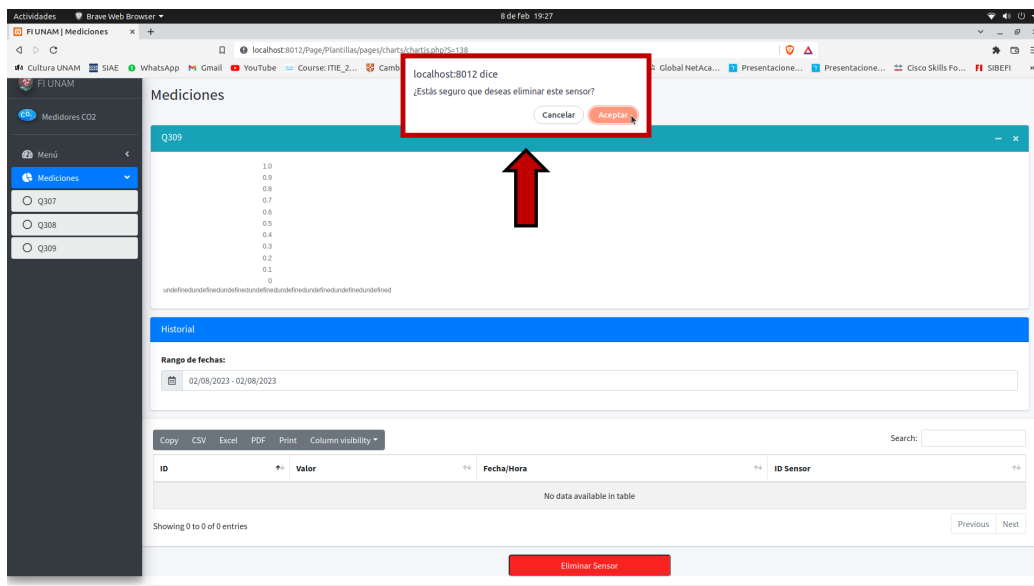 Actividades Brave Web Browser 8 de feb 19:27
FI UNAM | Mediciones × +
localhost:8012/Page/Plantillas/pages/charts/chartjs.php?S=138
Cultura UNAM SIAE WhatsApp Gmail YouTube Course: ITIE_2... Camb Global NetAca... Presentacione... Presentacione... Cisco Skills Fo... FI SIBEFI »
localhost:8012 dice
¿Estás seguro que deseas eliminar este sensor?
Cancelar Aceptar
FI UNAM
CO₂ Medidores CO2
Menú
Mediciones
Q307
Q308
Q309
Mediciones
Q309
1.0
0.9
0.8
0.7
0.6
0.5
0.4
0.3
0.2
0.1
0
undefinedundefinedundefinedundefinedundefinedundefinedundefinedundefined
Historial
Rango de fechas:
02/08/2023 - 02/08/2023
Copy CSV Excel PDF Print Column visibility Search:
ID Valor Fecha/Hora ID Sensor
No data available in table
Showing 0 to 0 of 0 entries Previous Next
Eliminar Sensor